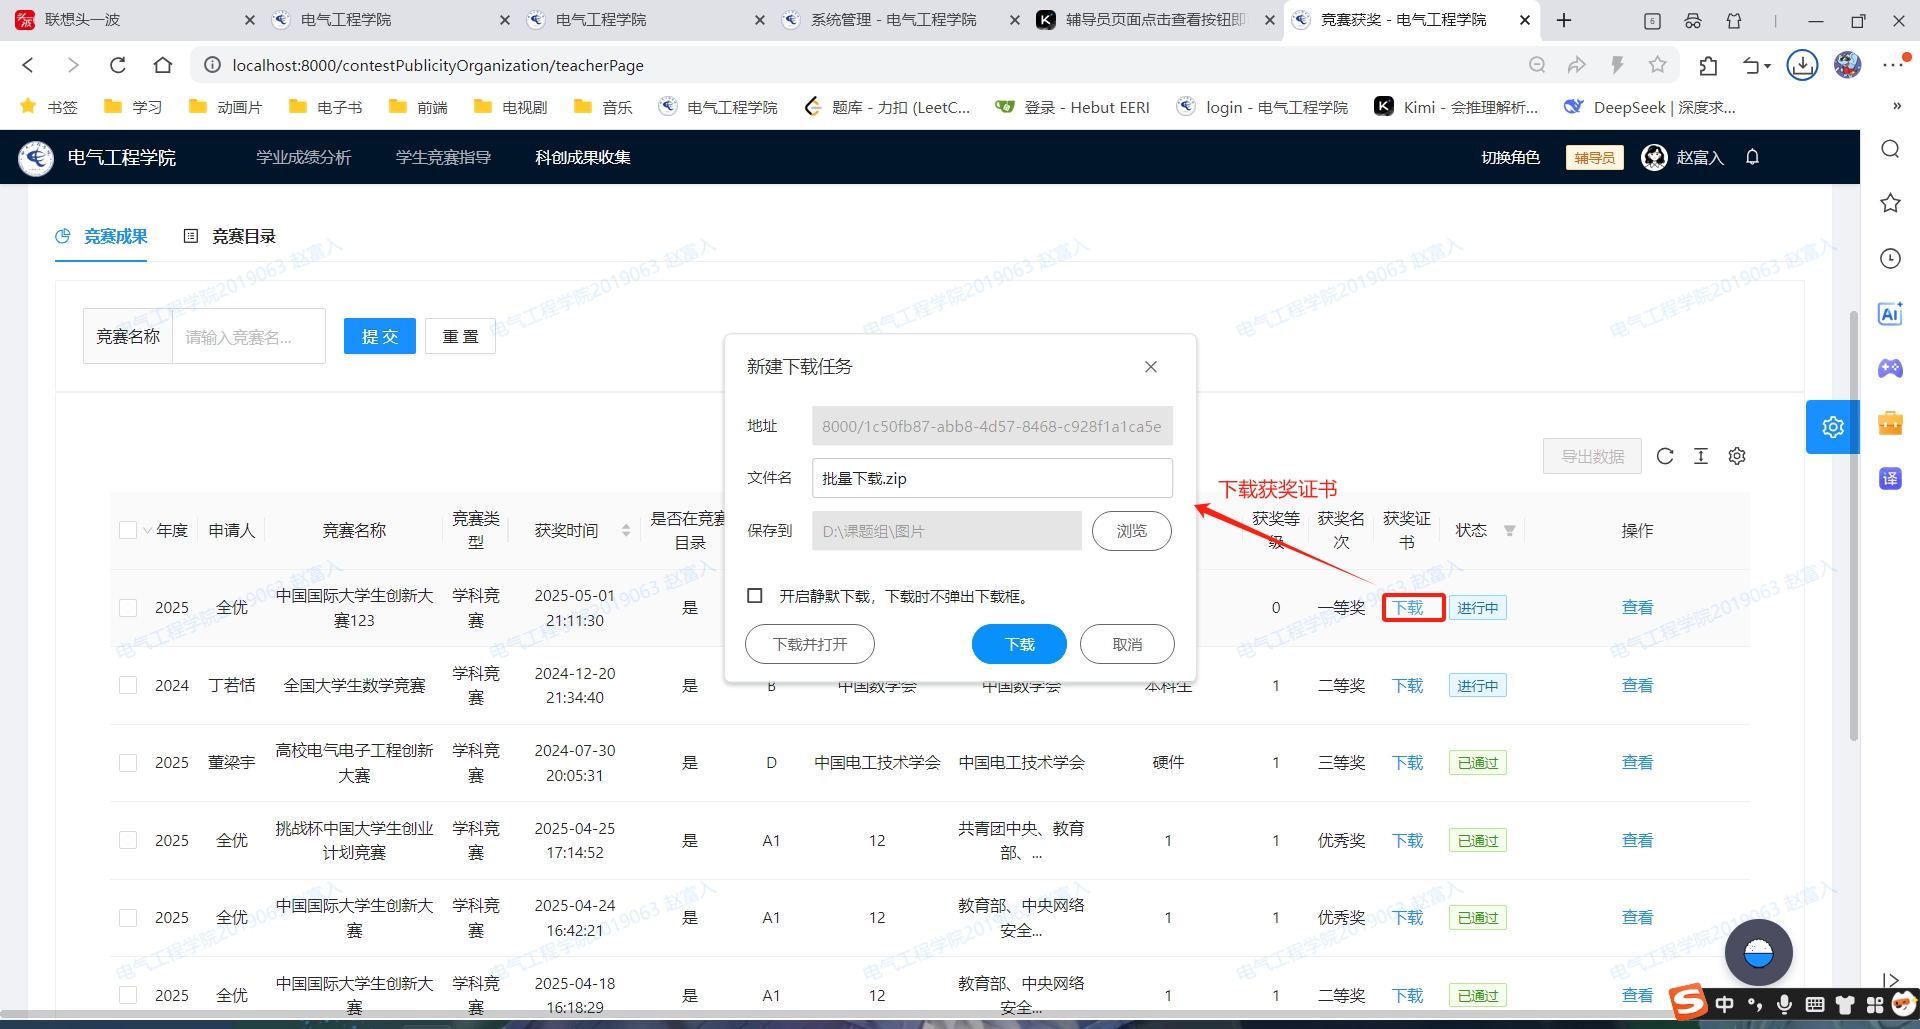 联想头一波
电气工程学院
电气工程学院
系统管理 - 电气工程学院
辅导员页面点击查看按钮即
竞赛获奖 - 电气工程学院
6
localhost:8000/contestPublicityOrganization/teacherPage
书签
学习
动画片
电子书
前端
电视剧
音乐
电气工程学院
题库 - 力扣 (LeetC...
登录 - Hebut EERI
login - 电气工程学院
Kimi - 会推理解析...
DeepSeek | 深度求...
»
电气工程学院
学业成绩分析
学生竞赛指导
科创成果收集
切换角色
辅导员
赵富入
竞赛成果
竞赛目录
竞赛名称
请输入竞赛名...
提 交
重 置
新建下载任务
地址
8000/1c50fb87-abb8-4d57-8468-c928f1a1ca5e
文件名
批量下载.zip
保存到
D:\课题组\图片
浏览
开启静默下载，下载时不弹出下载框。
下载并打开
下载
取消
下载获奖证书
导出数据
年度
申请人
竞赛名称
竞赛类型
获奖时间
是否在竞赛目录
获奖等级
获奖名次
获奖证书
状态
操作
2025 全优 中国国际大学生创新大赛123 学科竞赛 2025-05-01 21:11:30 是 0 一等奖 下载 进行中 查看
2024 丁若恬 全国大学生数学竞赛 学科竞赛 2024-12-20 21:34:40 是 B 中国数学会 中国数学会 本科生 1 二等奖 下载 进行中 查看
2025 董梁宇 高校电气电子工程创新大赛 学科竞赛 2024-07-30 20:05:31 是 D 中国电工技术学会 中国电工技术学会 硬件 1 三等奖 下载 已通过 查看
2025 全优 挑战杯中国大学生创业计划竞赛 学科竞赛 2025-04-25 17:14:52 是 A1 12 共青团中央、教育部、... 1 1 优秀奖 下载 已通过 查看
2025 全优 中国国际大学生创新大赛 学科竞赛 2025-04-24 16:42:21 是 A1 12 教育部、中央网络安全... 1 1 优秀奖 下载 已通过 查看
2025 全优 中国国际大学生创新大赛 学科竞赛 2025-04-18 16:18:29 是 A1 12 教育部、中央网络安全... 1 1 二等奖 下载 已通过 查看
电气工程学院2019063 赵富入
Ai
译
中